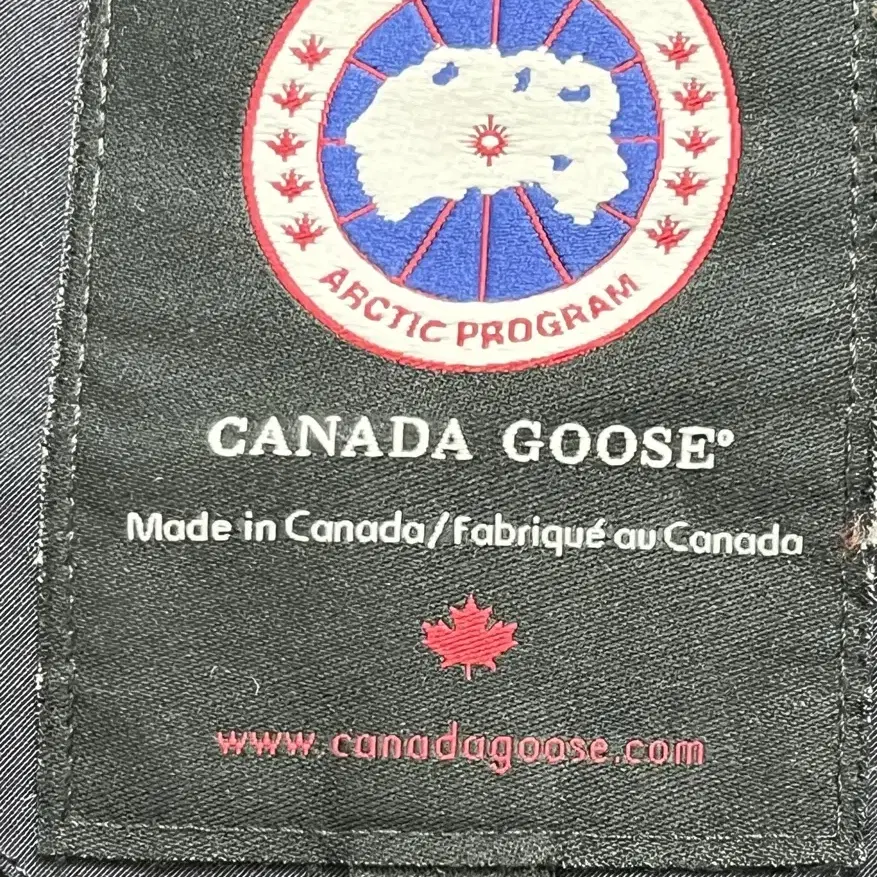 ARCTIC PROGRAM
CANADA GOOSE®
Made in Canada/Fabriqué au Canada
www.canadagoose.com